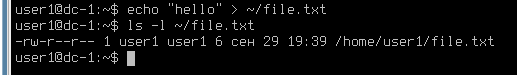 user1@dc-1:~$ echo "hello" > ~/file.txt
user1@dc-1:~$ ls -l ~/file.txt
-rw-r--r-- 1 user1 user1 6 сен 29 19:39 /home/user1/file.txt
user1@dc-1:~$